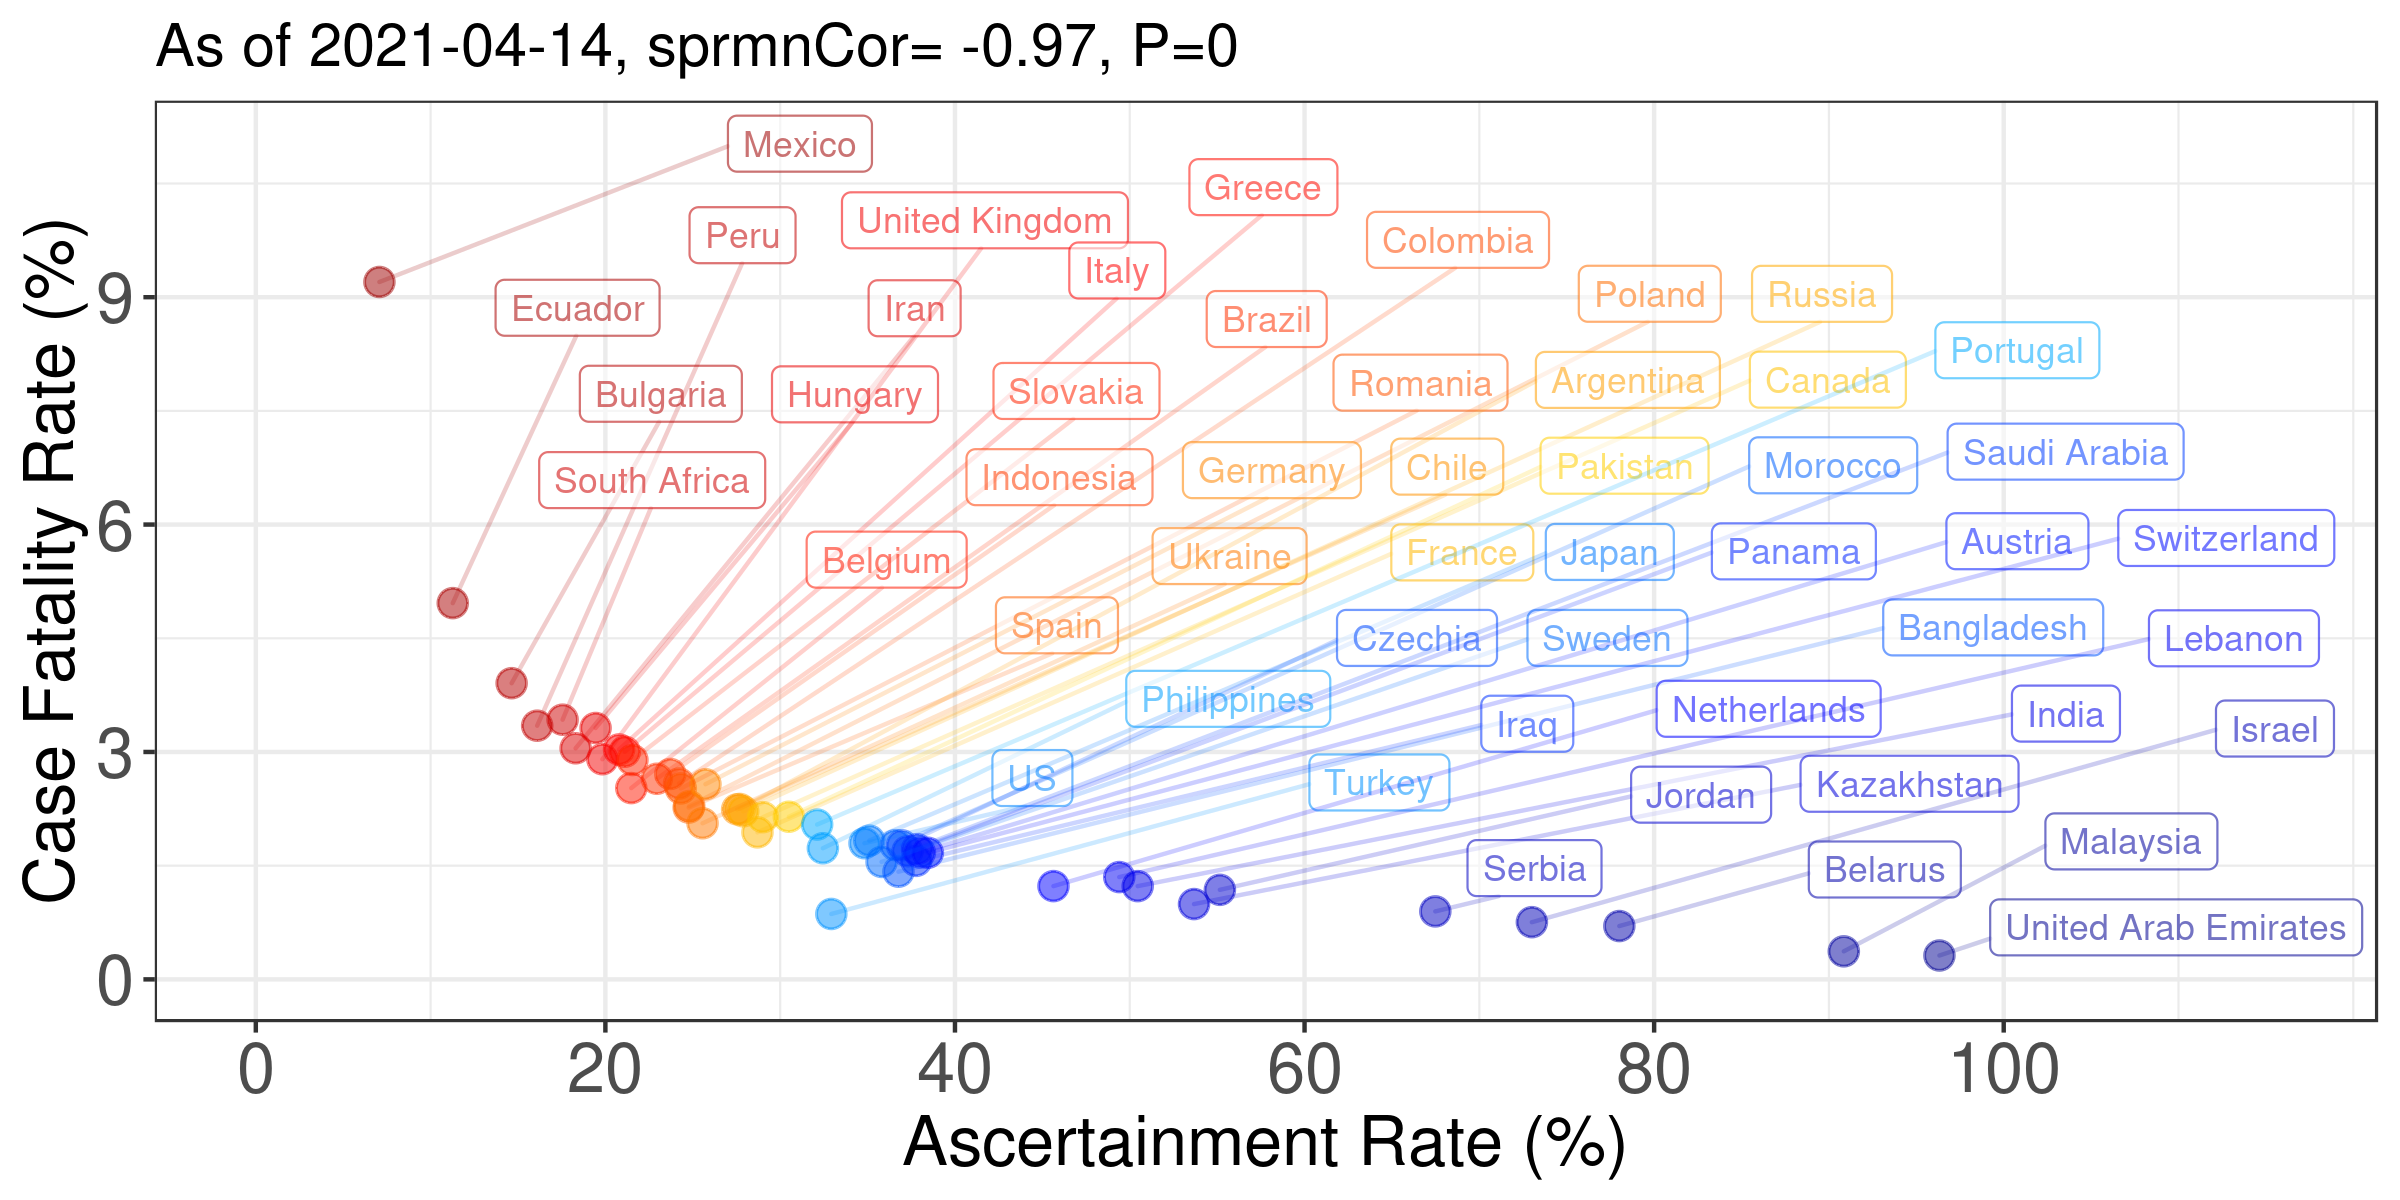 As of 2021-04-14, sprmnCor= -0.97, P=0
Mexico
Greece
United Kingdom
Peru
Colombia
Italy
Ecuador
Iran
Poland
Russia
Brazil
Portugal
Bulgaria
Hungary
Slovakia
Romania
Argentina
Canada
South Africa
Indonesia
Germany
Chile
Pakistan
Morocco
Saudi Arabia
Belgium
Ukraine
France
Japan
Panama
Austria
Switzerland
Spain
Czechia
Sweden
Bangladesh
Lebanon
Philippines
Iraq
Netherlands
India
Israel
US
Turkey
Jordan
Kazakhstan
Serbia
Belarus
Malaysia
United Arab Emirates
Case Fatality Rate (%)
9
6
3
0
0 20 40 60 80 100
Ascertainment Rate (%)